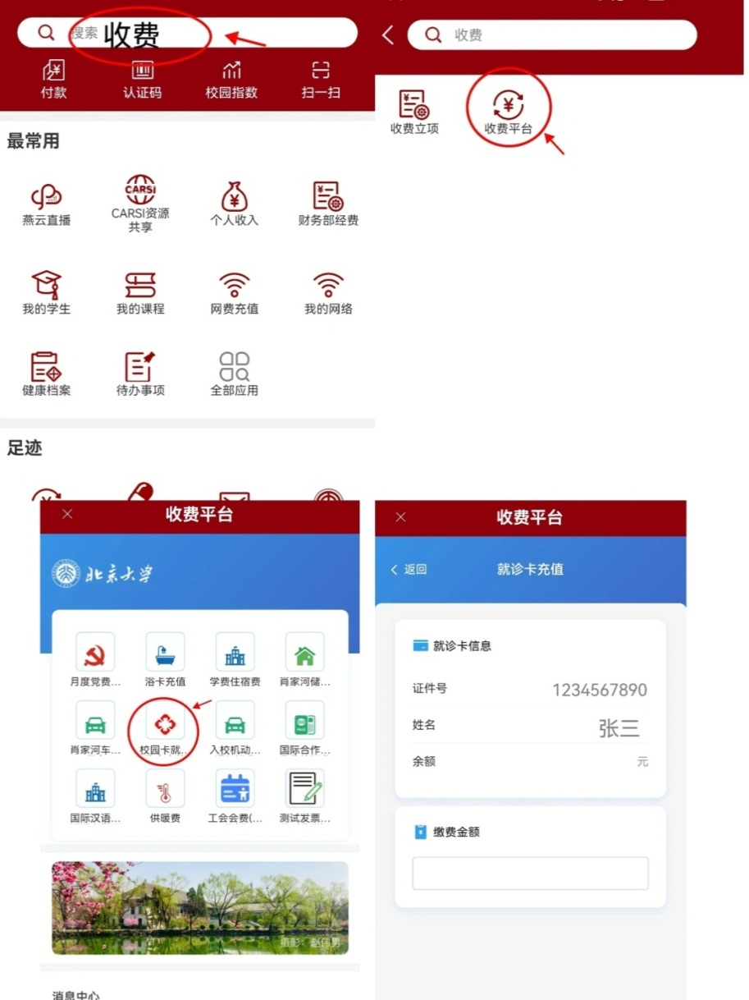 搜索 收费
付款 认证码 校园指数 扫一扫
最常用
燕云直播 CARSI CARSI资源共享 个人收入 财务部经费
我的学生 我的课程 网费充值 我的网络
健康档案 待办事项 全部应用
足迹
收费
收费立项 收费平台
收费平台
北京大学
月度党费... 浴卡充值 学费住宿费 肖家河储...
肖家河车... 校园卡就... 入校机动... 国际合作...
国际汉语... 供暖费 工会会费(... 测试发票...
摄影：赵伟男
消息中心
收费平台
返回 就诊卡充值
就诊卡信息
证件号 1234567890
姓名 张三
余额 元
缴费金额